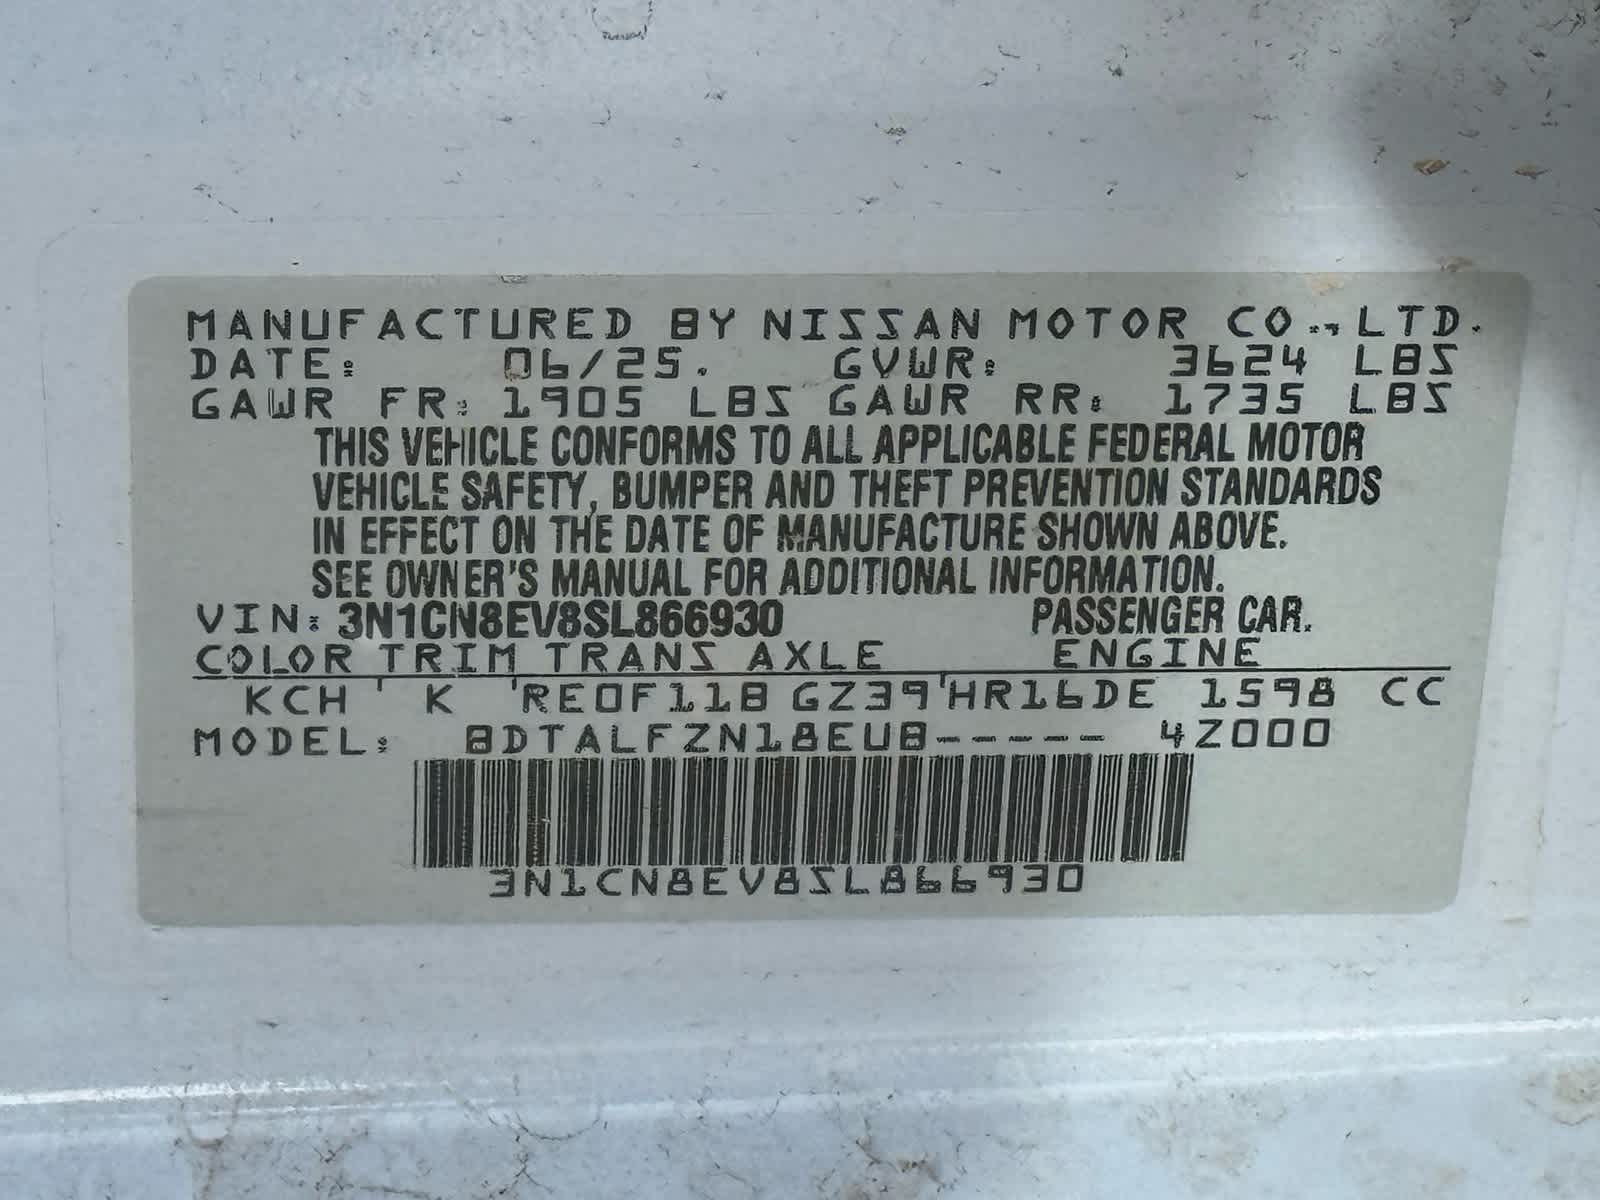 MANUFACTURED BY NISSAN MOTOR CO.,LTD.
DATE: 06/25. GVWR: 3624 LBS
GAWR FR: 1905 LBS GAWR RR: 1735 LBS
THIS VEHICLE CONFORMS TO ALL APPLICABLE FEDERAL MOTOR
VEHICLE SAFETY, BUMPER AND THEFT PREVENTION STANDARDS
IN EFFECT ON THE DATE OF MANUFACTURE SHOWN ABOVE.
SEE OWNER'S MANUAL FOR ADDITIONAL INFORMATION.
VIN: 3N1CN8EV8SL866930 PASSENGER CAR.
COLOR TRIM TRANS AXLE ENGINE
KCH ' K 'RE0F11B GZ39'HR16DE 1598 CC
MODEL: BDTALFZN18EUB----- 4Z000
3N1CN8EV8SL866930